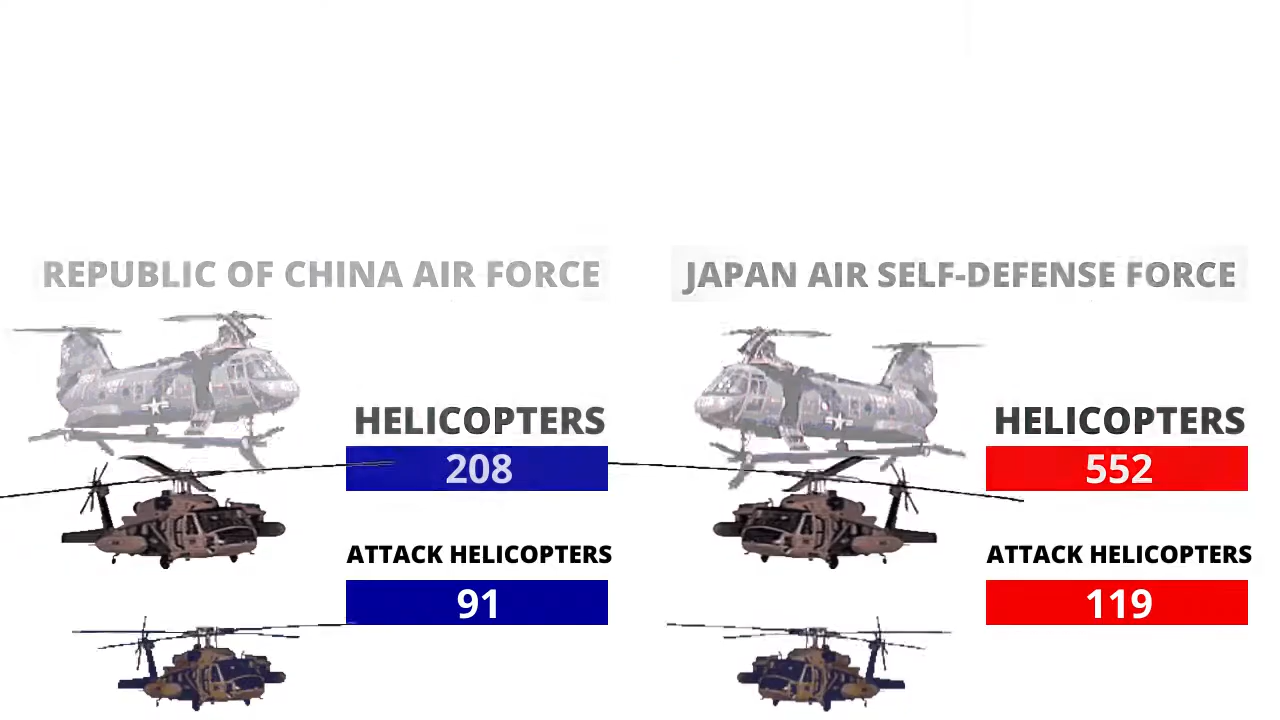 REPUBLIC OF CHINA AIR FORCE
JAPAN AIR SELF-DEFENSE FORCE
HELICOPTERS
208
ATTACK HELICOPTERS
91
HELICOPTERS
552
ATTACK HELICOPTERS
119